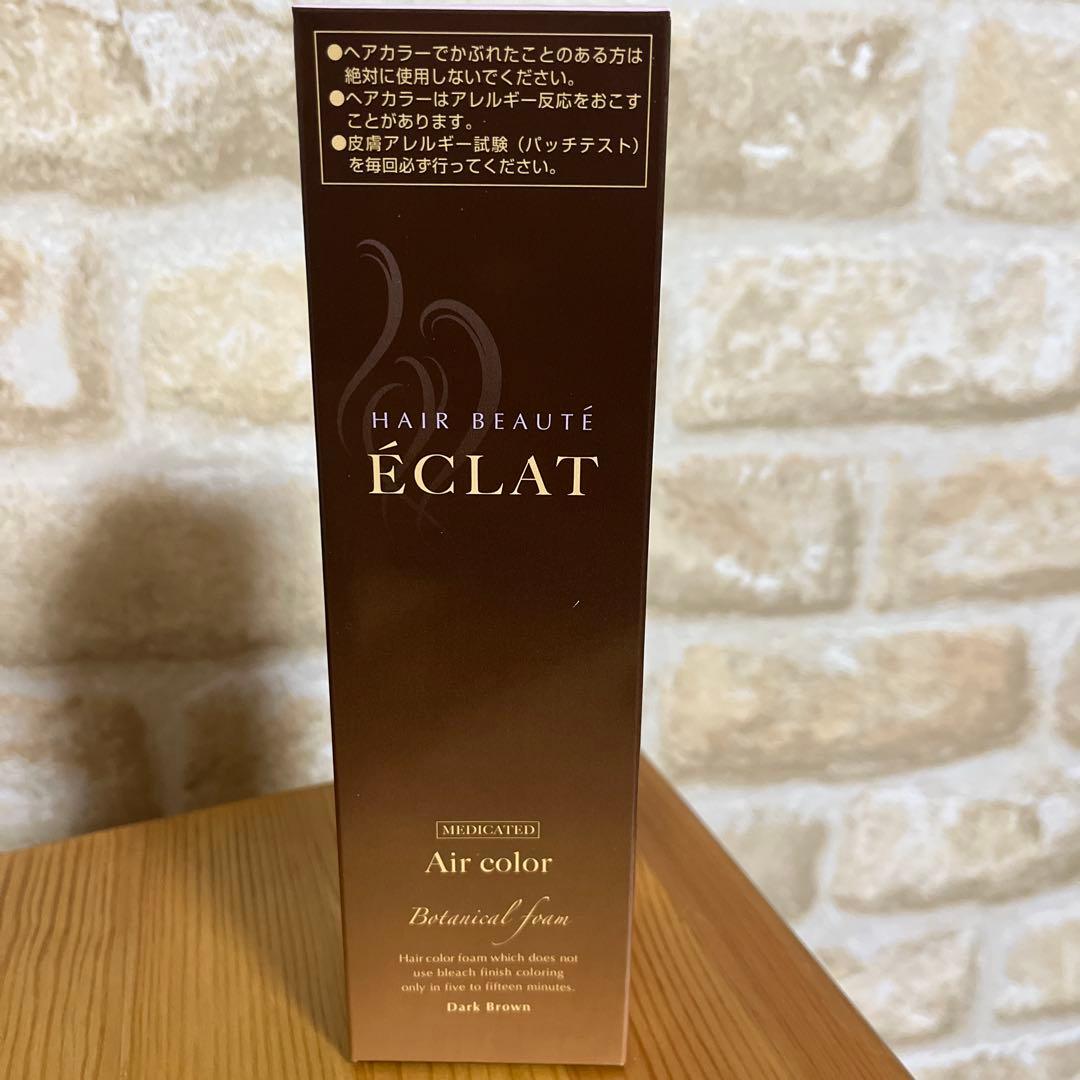 ●ヘアカラーでかぶれたことのある方は
絶対に使用しないでください。
●ヘアカラーはアレルギー反応をおこす
ことがあります。
●皮膚アレルギー試験（パッチテスト）
を毎回必ず行ってください。
HAIR BEAUTÉ
ÉCLAT
MEDICATED
Air color
Botanical foam
Hair color foam which does not
use bleach finish coloring
only in five to fifteen minutes.
Dark Brown